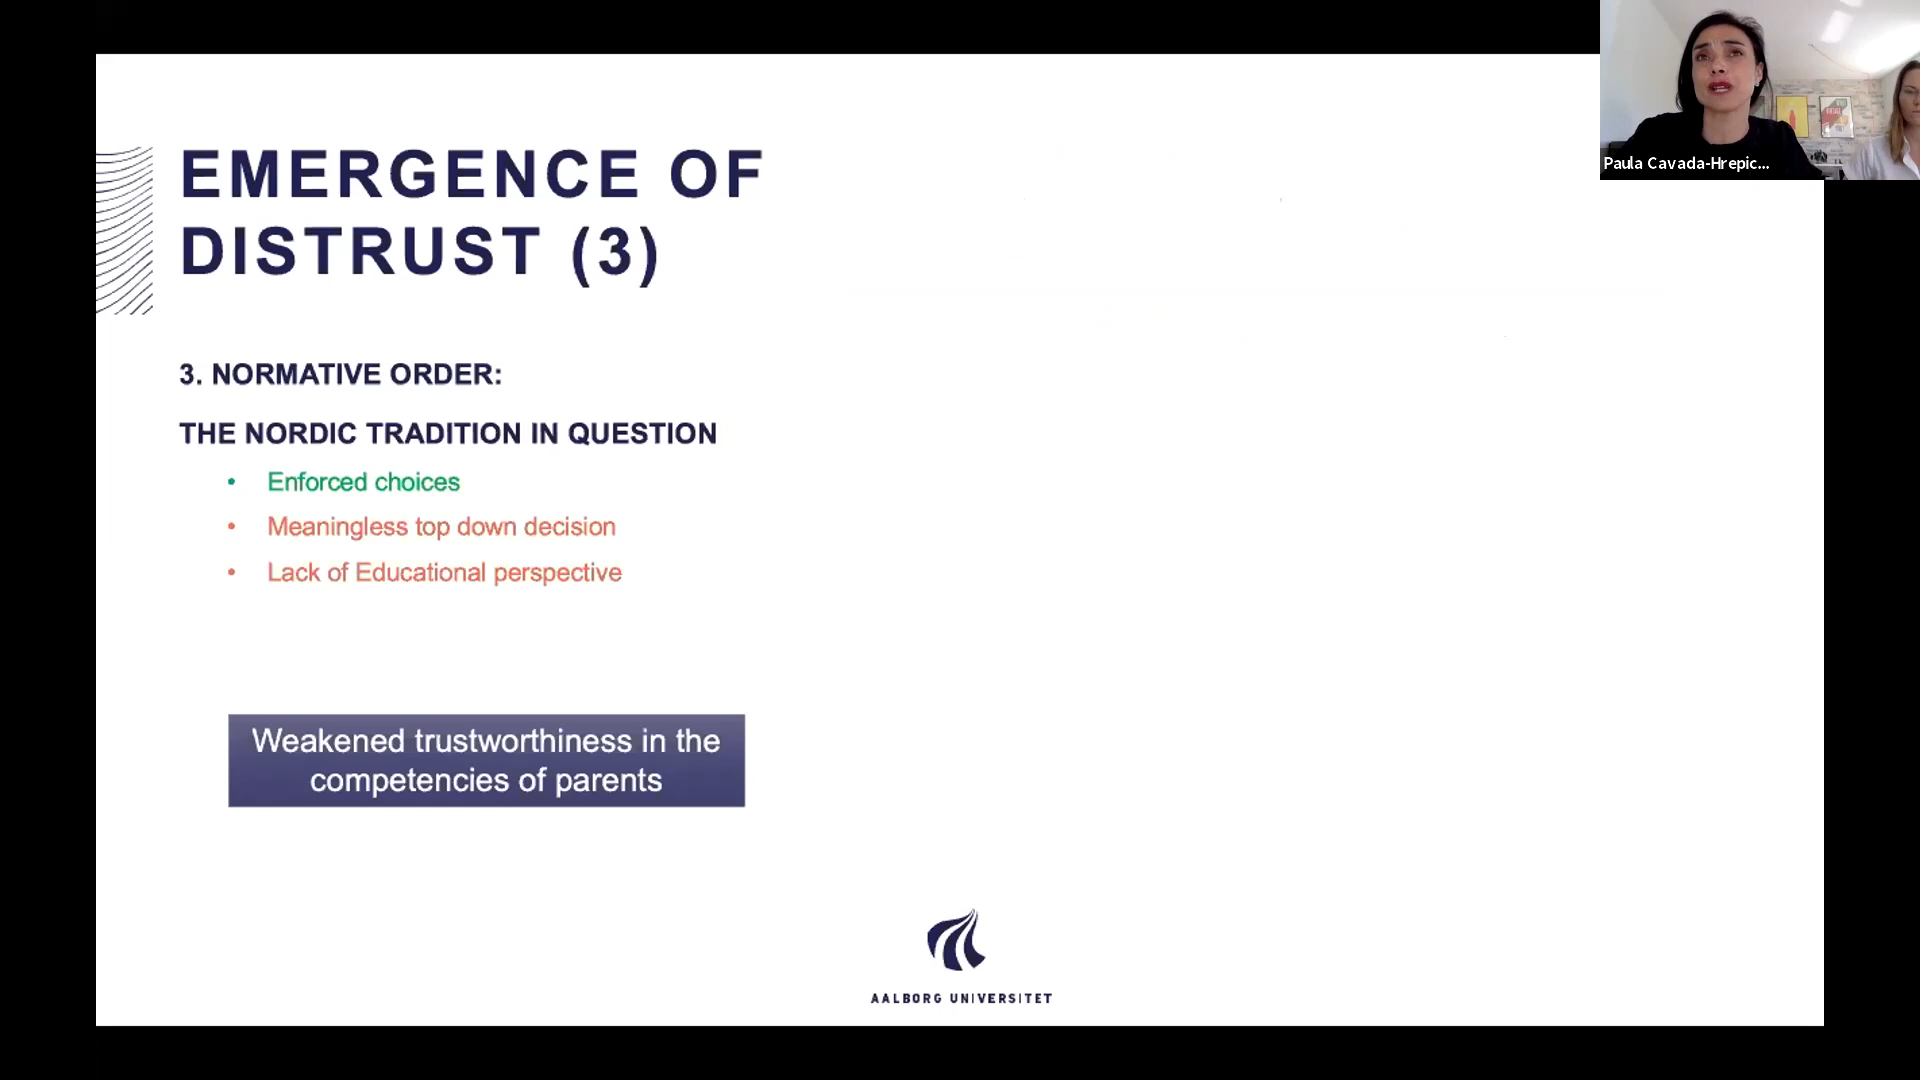 EMERGENCE OF
DISTRUST (3)
3. NORMATIVE ORDER:
THE NORDIC TRADITION IN QUESTION
• Enforced choices
• Meaningless top down decision
• Lack of Educational perspective
Weakened trustworthiness in the
competencies of parents
AALBORG UNIVERSITET
Paula Cavada-Hrepic...